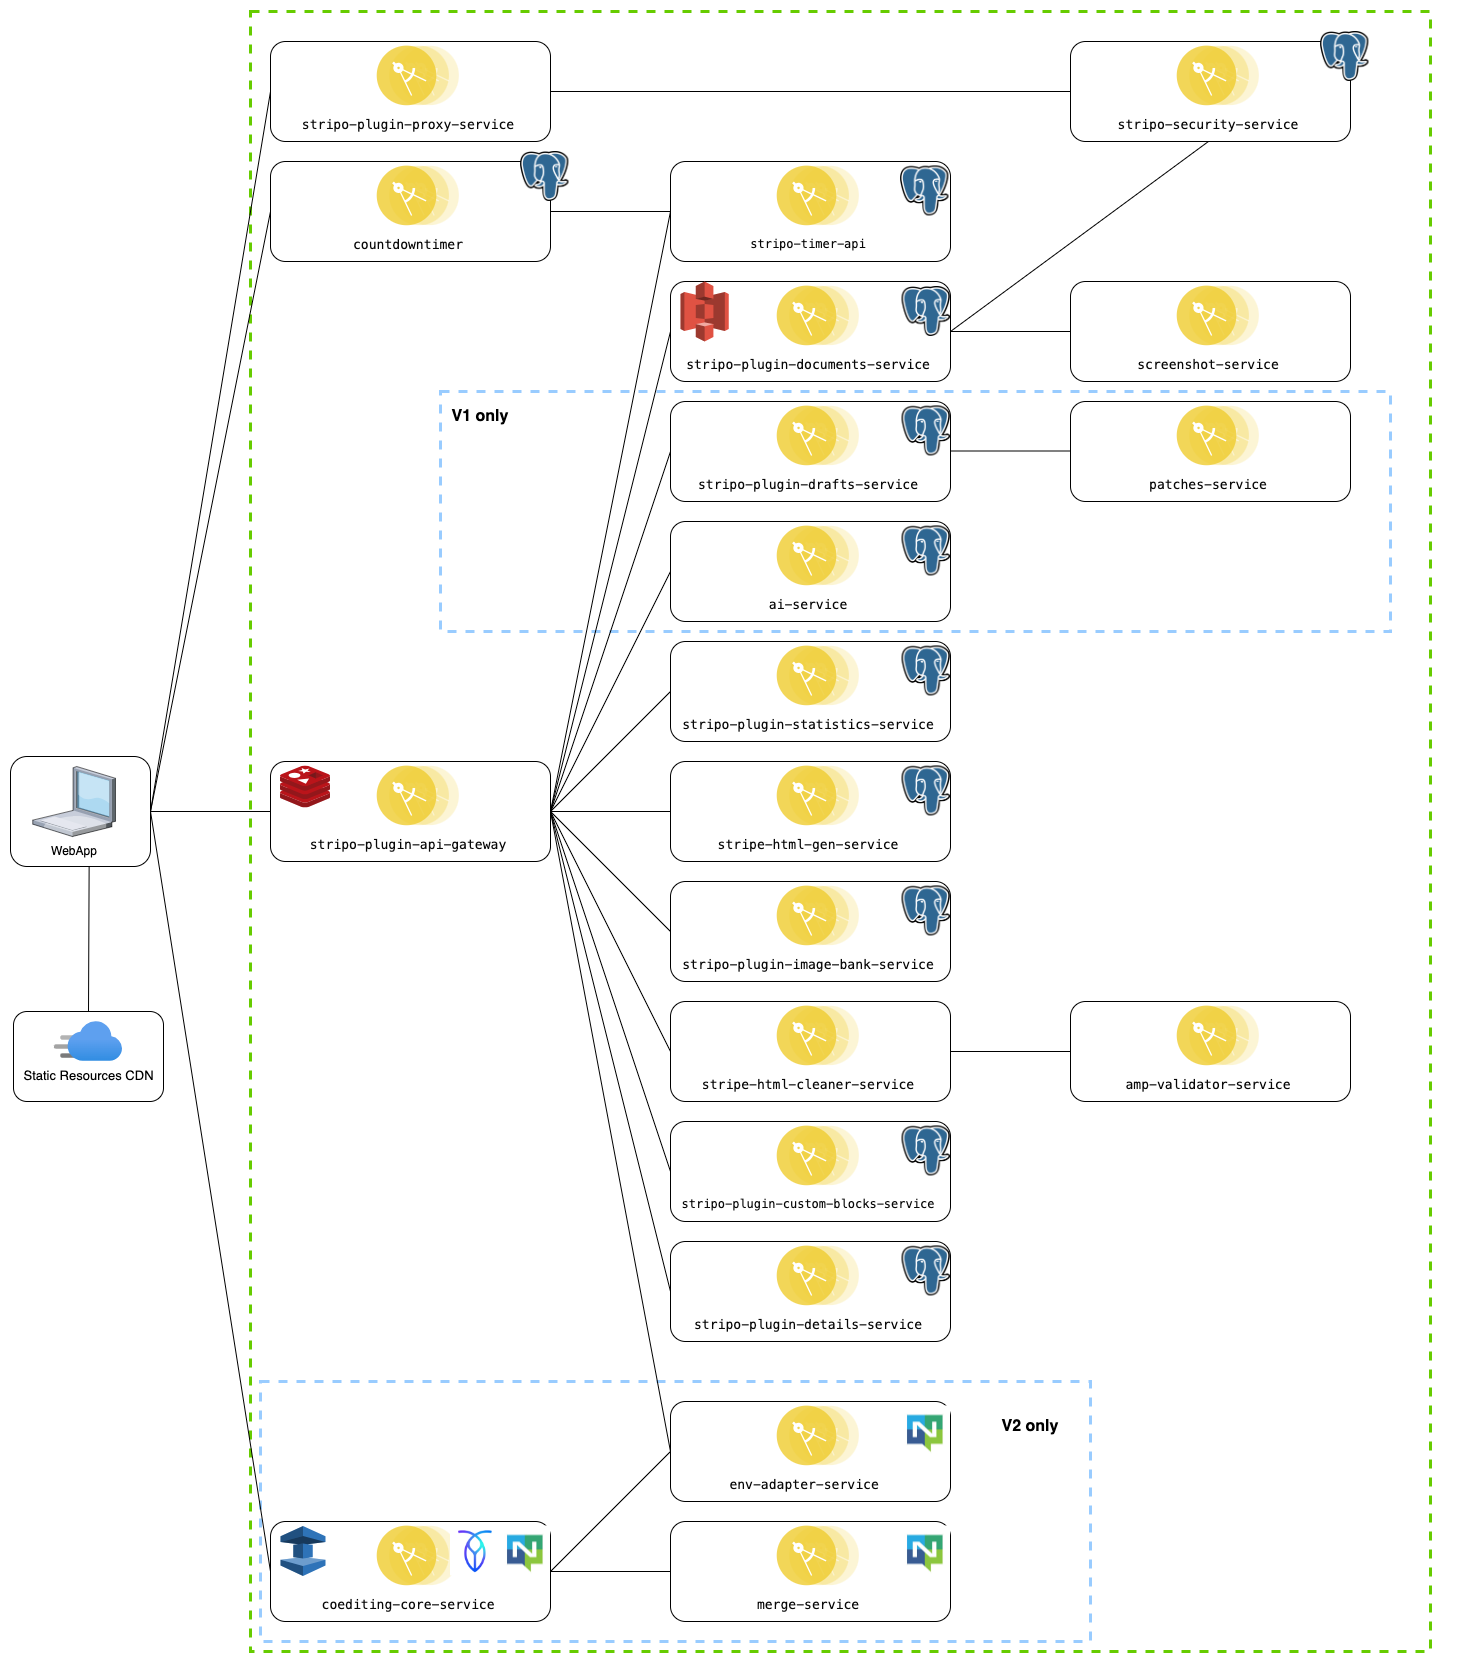 stripo-plugin-proxy-service
stripo-security-service
countdowntimer
stripo-timer-api
stripo-plugin-documents-service
screenshot-service
V1 only
stripo-plugin-drafts-service
patches-service
ai-service
stripo-plugin-statistics-service
WebApp
stripo-plugin-api-gateway
stripe-html-gen-service
stripo-plugin-image-bank-service
Static Resources CDN
stripe-html-cleaner-service
amp-validator-service
stripo-plugin-custom-blocks-service
stripo-plugin-details-service
V2 only
env-adapter-service
coediting-core-service
merge-service